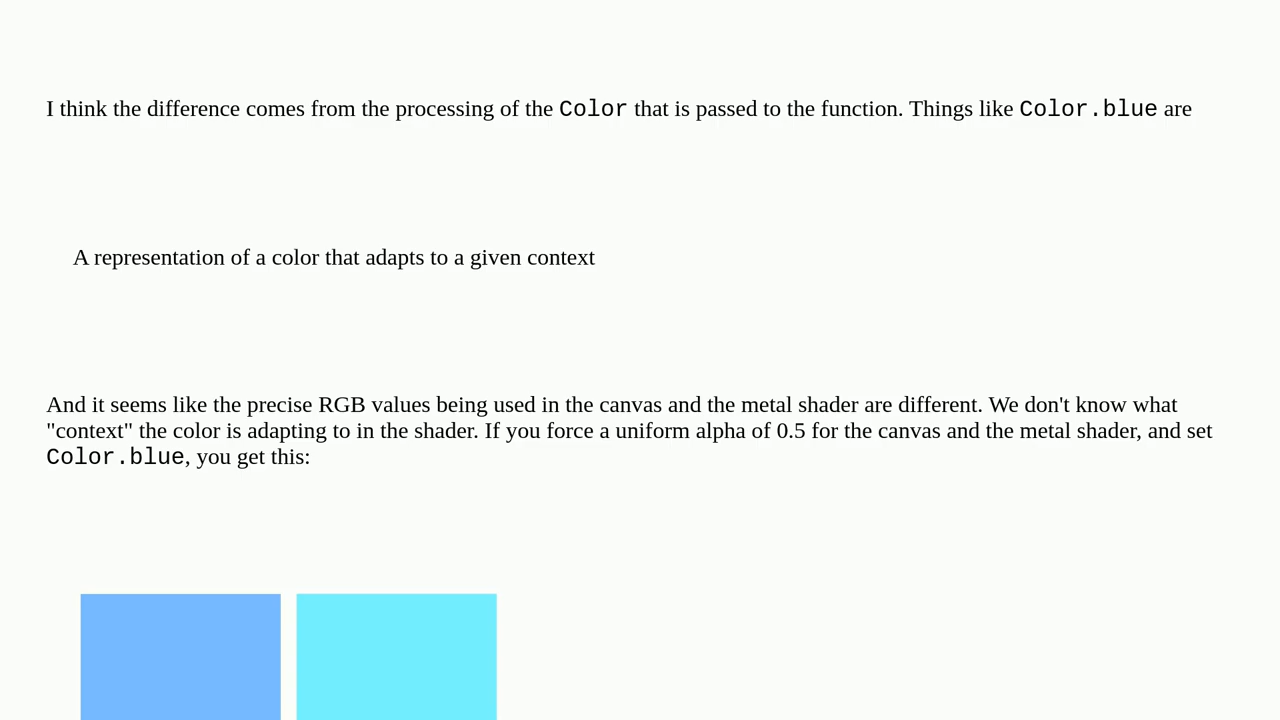 I think the difference comes from the processing of the Color that is passed to the function. Things like Color.blue are
A representation of a color that adapts to a given context
And it seems like the precise RGB values being used in the canvas and the metal shader are different. We don't know what
"context" the color is adapting to in the shader. If you force a uniform alpha of 0.5 for the canvas and the metal shader, and set
Color.blue, you get this: